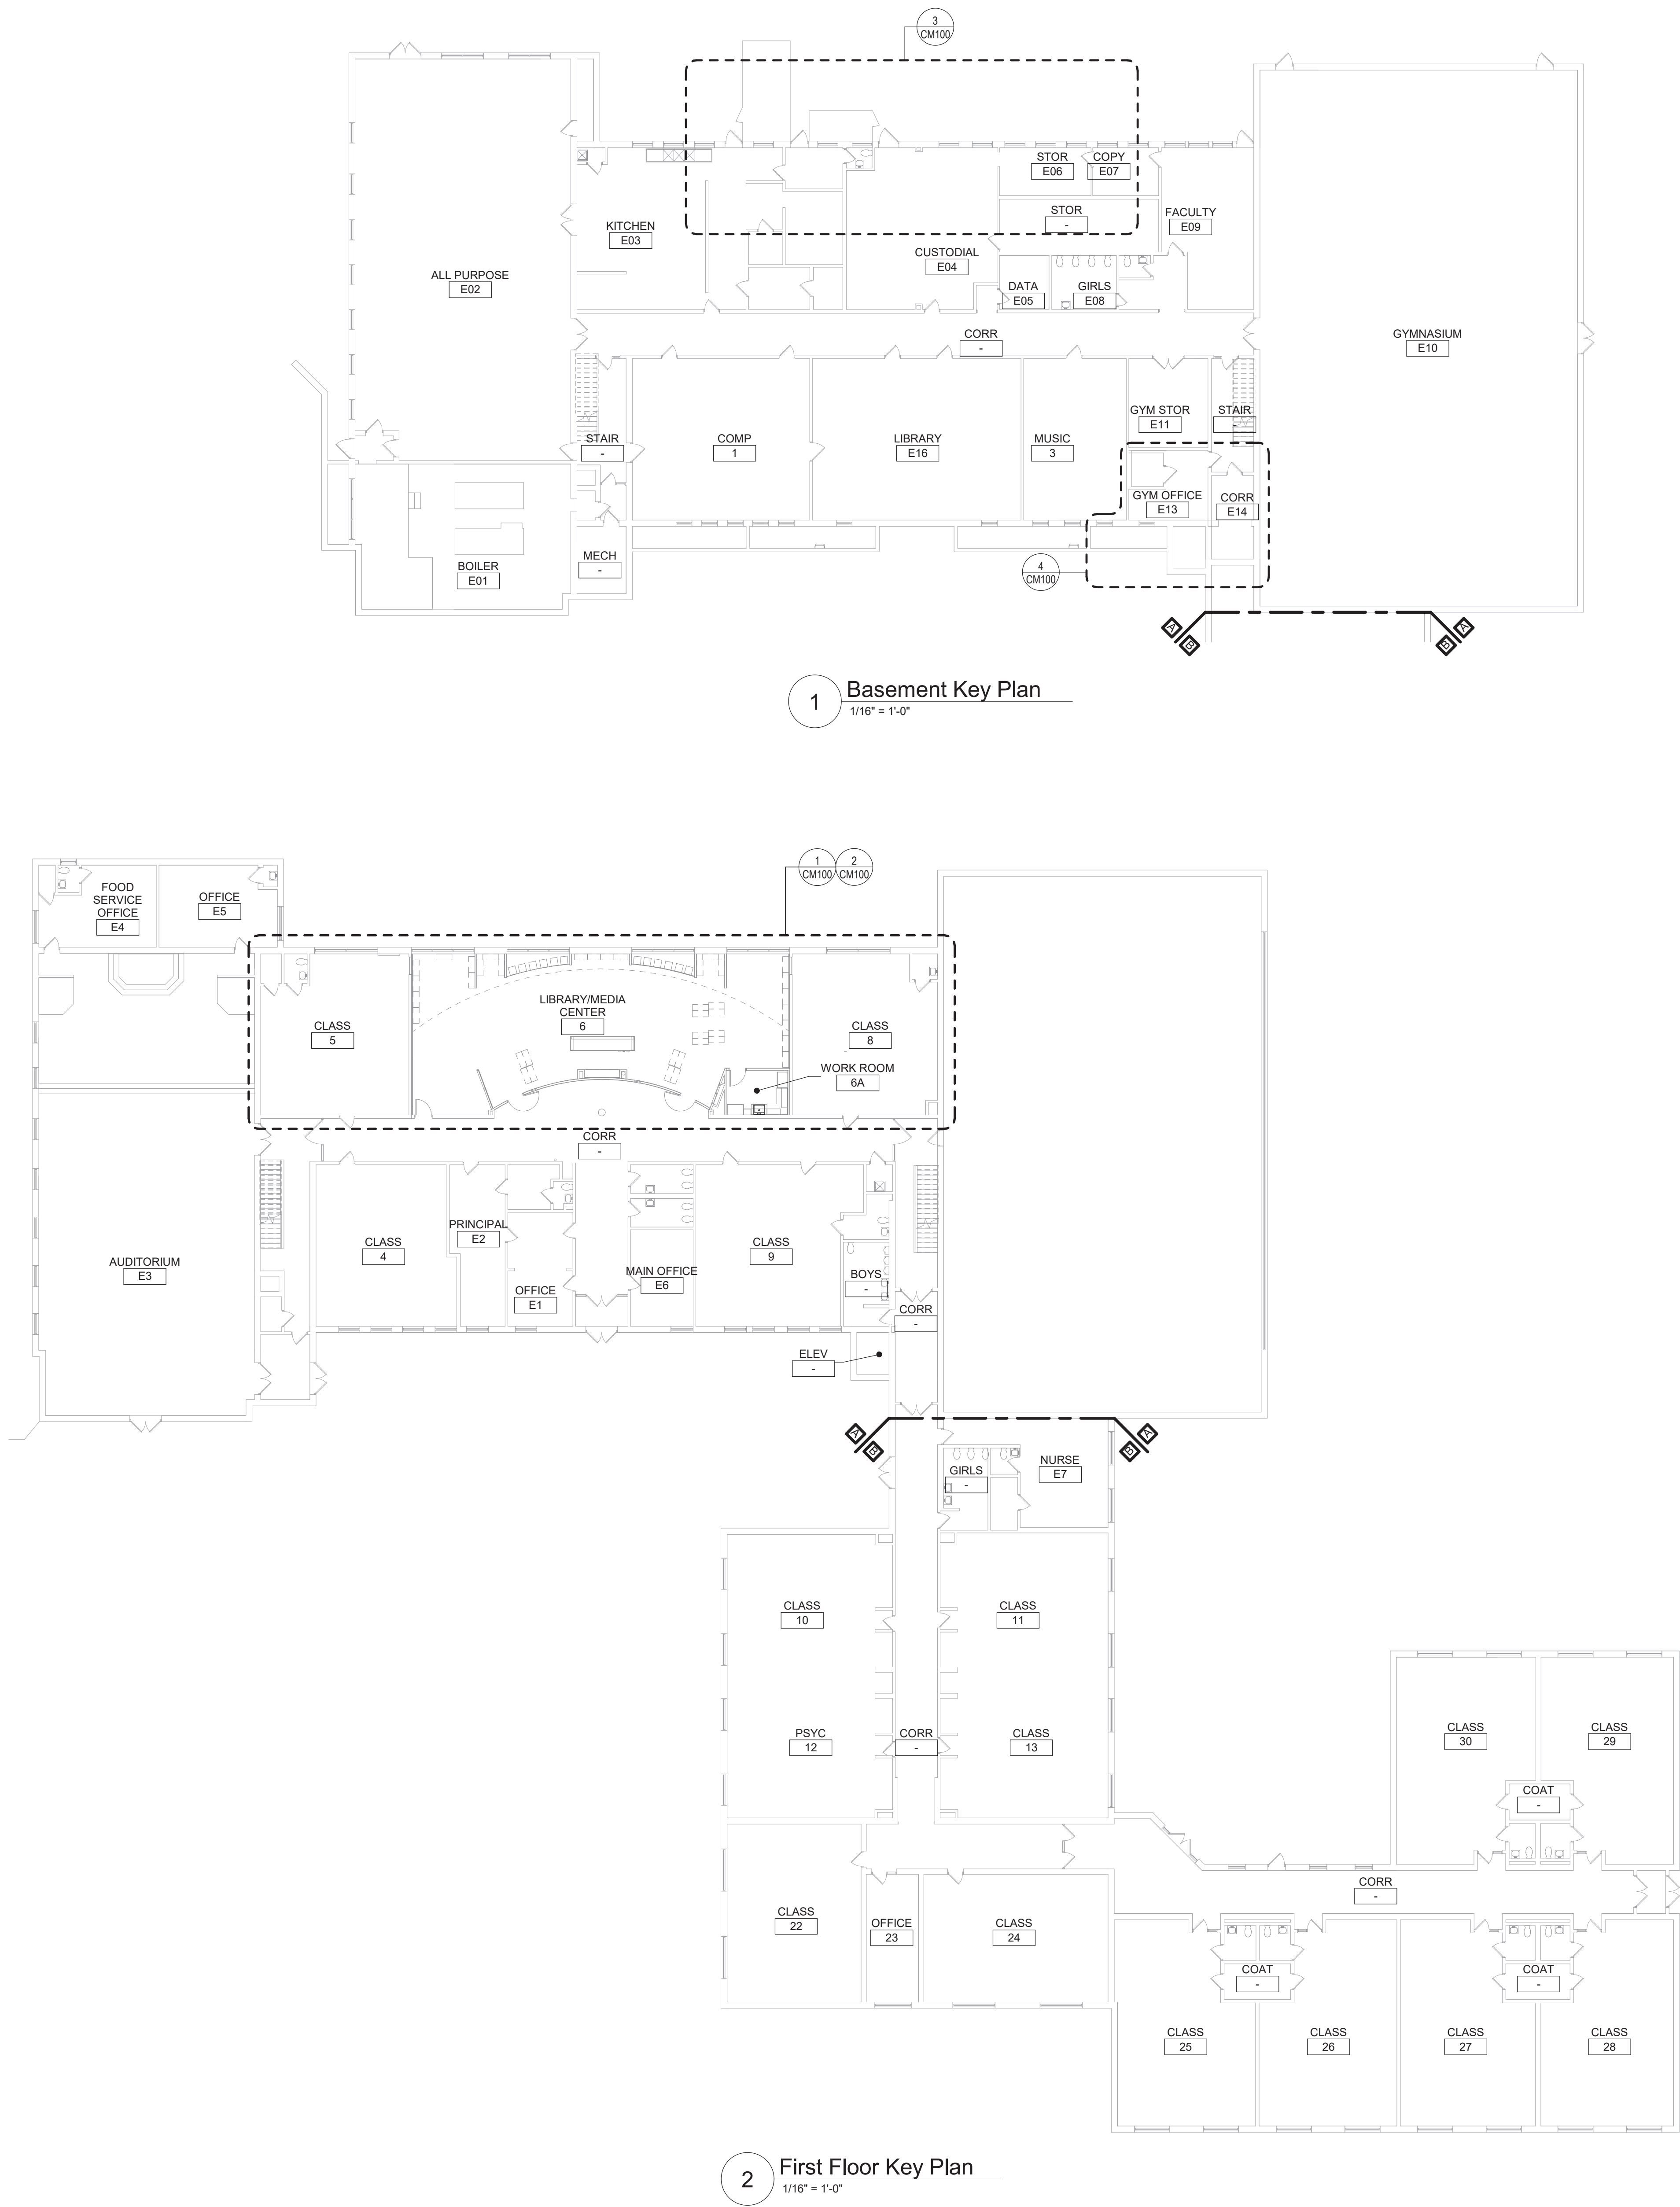 3
CM100
ALL PURPOSE
E02
KITCHEN
E03
STOR
E06
COPY
E07
STOR
-
FACULTY
E09
CUSTODIAL
E04
DATA
E05
GIRLS
E08
CORR
-
GYMNASIUM
E10
STAIR
-
COMP
1
LIBRARY
E16
MUSIC
3
GYM STOR
E11
STAIR
-
GYM OFFICE
E13
CORR
E14
BOILER
E01
MECH
-
4
CM100
A
B
A
B
1
Basement Key Plan
1/16" = 1'-0"
1
CM100
2
CM100
FOOD
SERVICE
OFFICE
E4
OFFICE
E5
CLASS
5
LIBRARY/MEDIA
CENTER
6
CLASS
8
WORK ROOM
6A
CORR
-
AUDITORIUM
E3
CLASS
4
PRINCIPAL
E2
OFFICE
E1
MAIN OFFICE
E6
CLASS
9
BOYS
-
CORR
-
ELEV
-
A
B
A
B
GIRLS
-
NURSE
E7
CLASS
10
CLASS
11
PSYC
12
CORR
-
CLASS
13
CLASS
30
CLASS
29
COAT
-
CORR
-
CLASS
22
OFFICE
23
CLASS
24
COAT
-
COAT
-
CLASS
25
CLASS
26
CLASS
27
CLASS
28
2
First Floor Key Plan
1/16" = 1'-0"